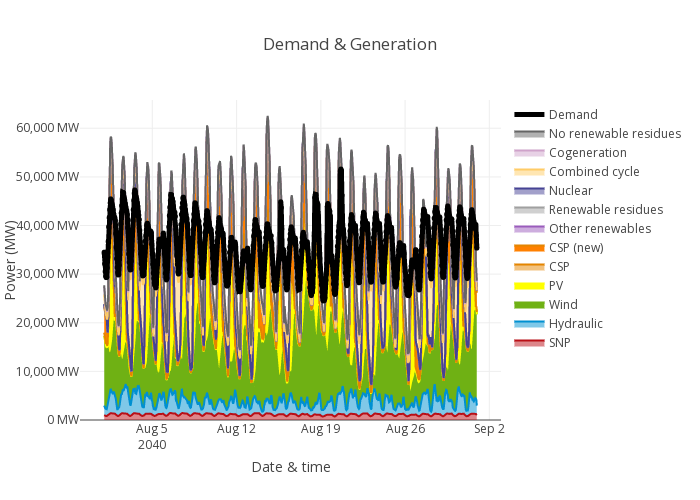 Demand & Generation
Power (MW)
60,000 MW
50,000 MW
40,000 MW
30,000 MW
20,000 MW
10,000 MW
0 MW
Aug 5
2040
Aug 12
Aug 19
Aug 26
Sep 2
Date & time
Demand
No renewable residues
Cogeneration
Combined cycle
Nuclear
Renewable residues
Other renewables
CSP (new)
CSP
PV
Wind
Hydraulic
SNP